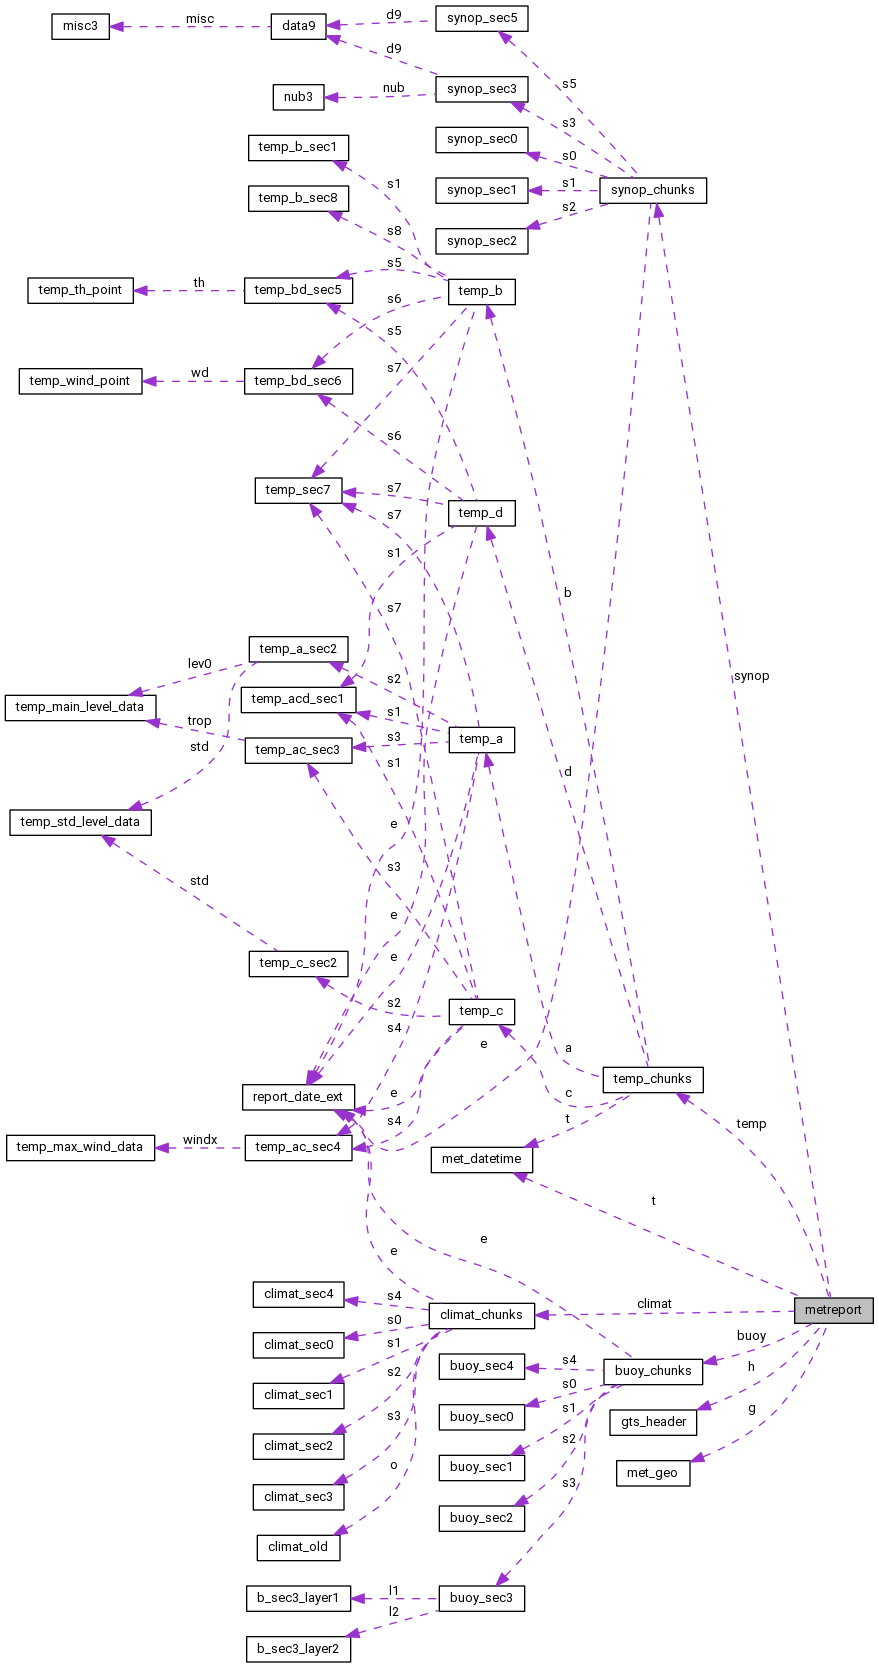 misc3
misc
data9
d9
synop_sec5
d9
s5
nub3
nub
synop_sec3
s3
synop_sec0
s0
temp_b_sec1
synop_sec1
s1
synop_chunks
s1
temp_b_sec8
s2
s8
synop_sec2
s5
temp_th_point
th
temp_bd_sec5
temp_b
s6
s5
temp_wind_point
wd
temp_bd_sec6
s7
s6
temp_sec7
s7
s7
temp_d
s1
b
s7
temp_a_sec2
lev0
s2
synop
temp_main_level_data
temp_acd_sec1
s1
trop
s3
temp_a
std
temp_ac_sec3
s1
d
temp_std_level_data
e
s3
std
e
temp_c_sec2
e
s2
temp_c
s4
e
a
temp_chunks
report_date_ext
e
c
s4
t
temp
temp_max_wind_data
windx
temp_ac_sec4
met_datetime
t
e
e
climat_sec4
s4
climat
metreport
s0
climat_chunks
climat_sec0
s1
buoy
s4
buoy_sec4
buoy_chunks
h
s2
climat_sec1
s0
s1
g
s3
buoy_sec0
gts_header
climat_sec2
s2
o
buoy_sec1
met_geo
s3
climat_sec3
buoy_sec2
climat_old
l1
b_sec3_layer1
buoy_sec3
l2
b_sec3_layer2